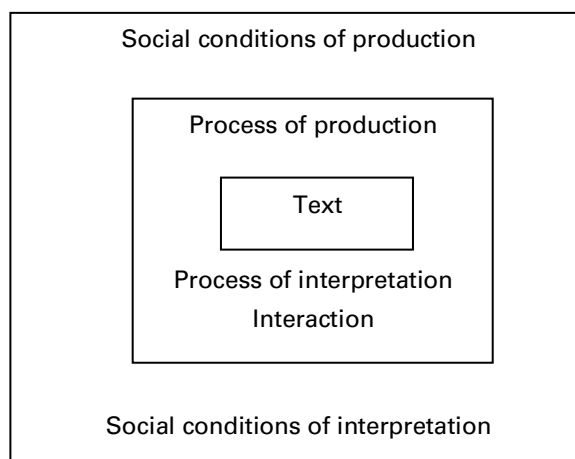 Social conditions of production
Process of production
Text
Process of interpretation
Interaction
Social conditions of interpretation